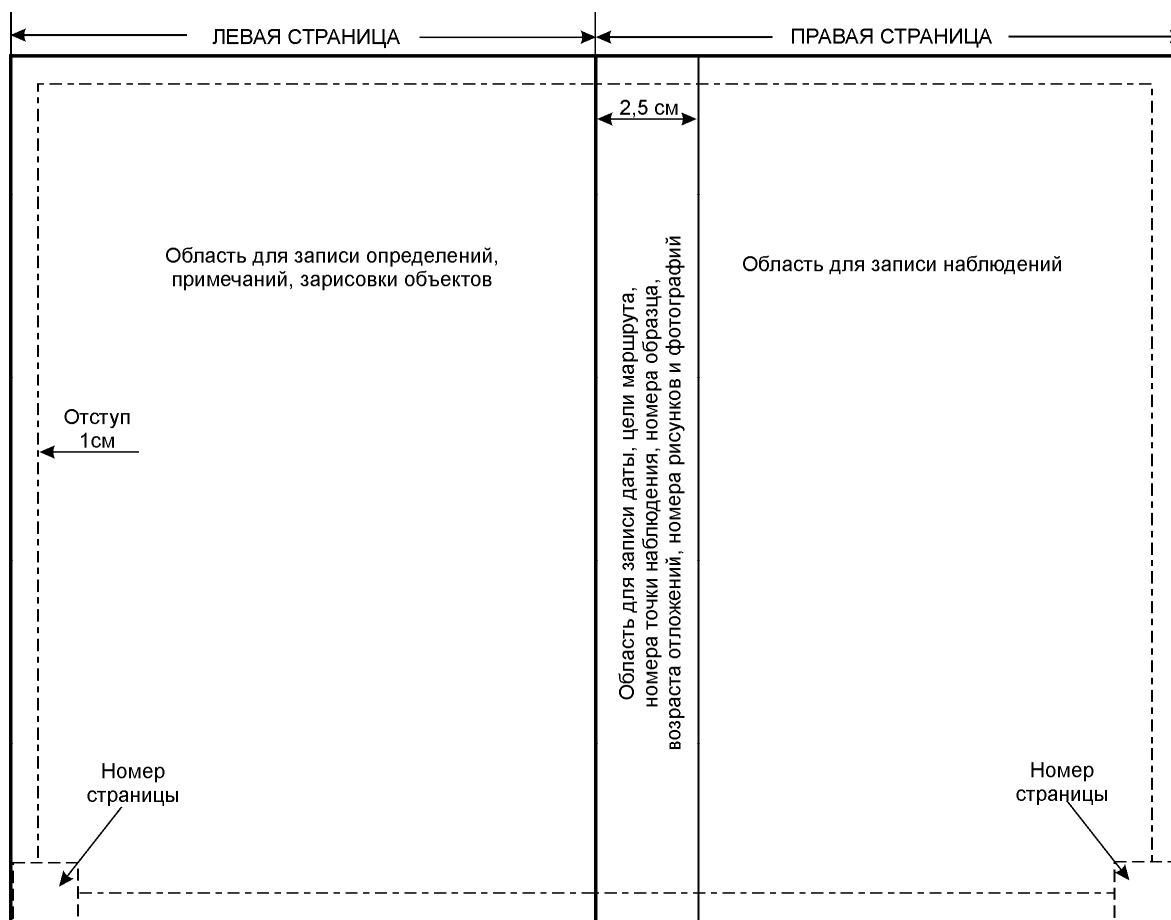 ЛЕВАЯ СТРАНИЦА
ПРАВАЯ СТРАНИЦА
2,5 см
Область для записи определений,
примечаний, зарисовки объектов
Область для записи даты, цели маршрута,
номера точки наблюдения, номера образца,
возраста отложений, номера рисунков и фотографий
Область для записи наблюдений
Отступ
1см
Номер
страницы
Номер
страницы